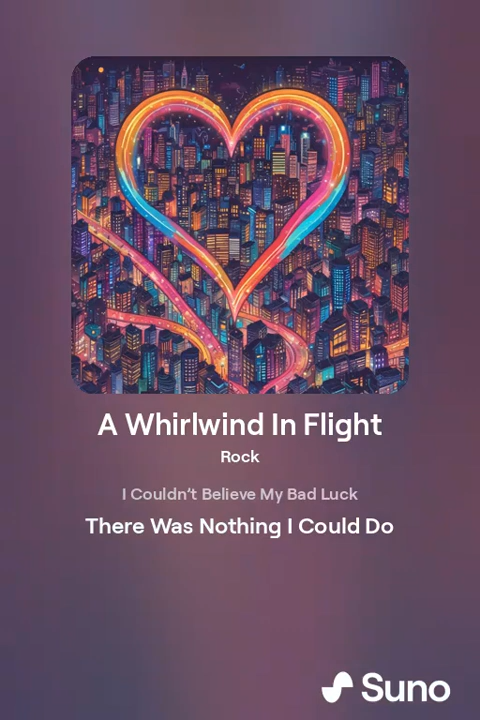 A Whirlwind In Flight
Rock
I Couldn't Believe My Bad Luck
There Was Nothing I Could Do
Suno